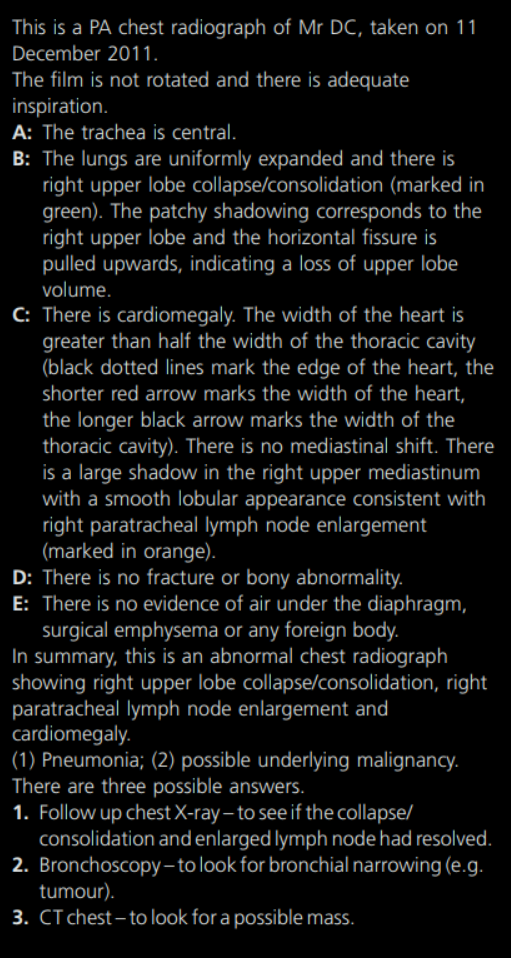 This is a PA chest radiograph of Mr DC, taken on 11
December 2011.
The film is not rotated and there is adequate
inspiration.
A: The trachea is central.
B: The lungs are uniformly expanded and there is
right upper lobe collapse/consolidation (marked in
green). The patchy shadowing corresponds to the
right upper lobe and the horizontal fissure is
pulled upwards, indicating a loss of upper lobe
volume.
C: There is cardiomegaly. The width of the heart is
greater than half the width of the thoracic cavity
(black dotted lines mark the edge of the heart, the
shorter red arrow marks the width of the heart,
the longer black arrow marks the width of the
thoracic cavity). There is no mediastinal shift. There
is a large shadow in the right upper mediastinum
with a smooth lobular appearance consistent with
right paratracheal lymph node enlargement
(marked in orange).
D: There is no fracture or bony abnormality.
E: There is no evidence of air under the diaphragm,
surgical emphysema or any foreign body.
In summary, this is an abnormal chest radiograph
showing right upper lobe collapse/consolidation, right
paratracheal lymph node enlargement and
cardiomegaly.
(1) Pneumonia; (2) possible underlying malignancy.
There are three possible answers.
1. Follow up chest X-ray – to see if the collapse/
consolidation and enlarged lymph node had resolved.
2. Bronchoscopy – to look for bronchial narrowing (e.g.
tumour).
3. CT chest – to look for a possible mass.